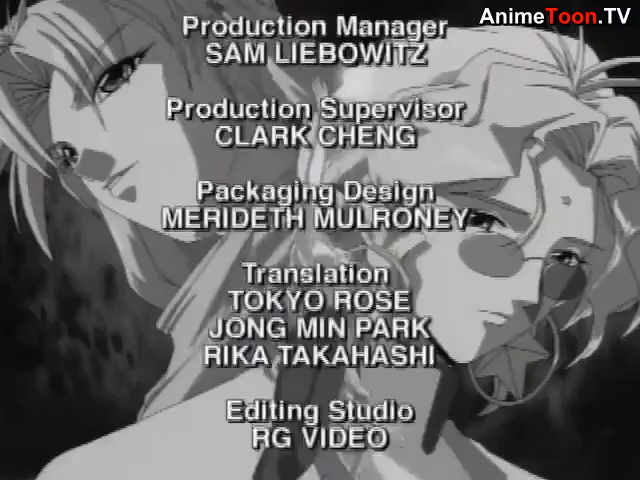 AnimeToon.TV
Production Manager
SAM LIEBOWITZ
Production Supervisor
CLARK CHENG
Packaging Design
MERIDETH MULRONEY
Translation
TOKYO ROSE
JONG MIN PARK
RIKA TAKAHASHI
Editing Studio
RG VIDEO